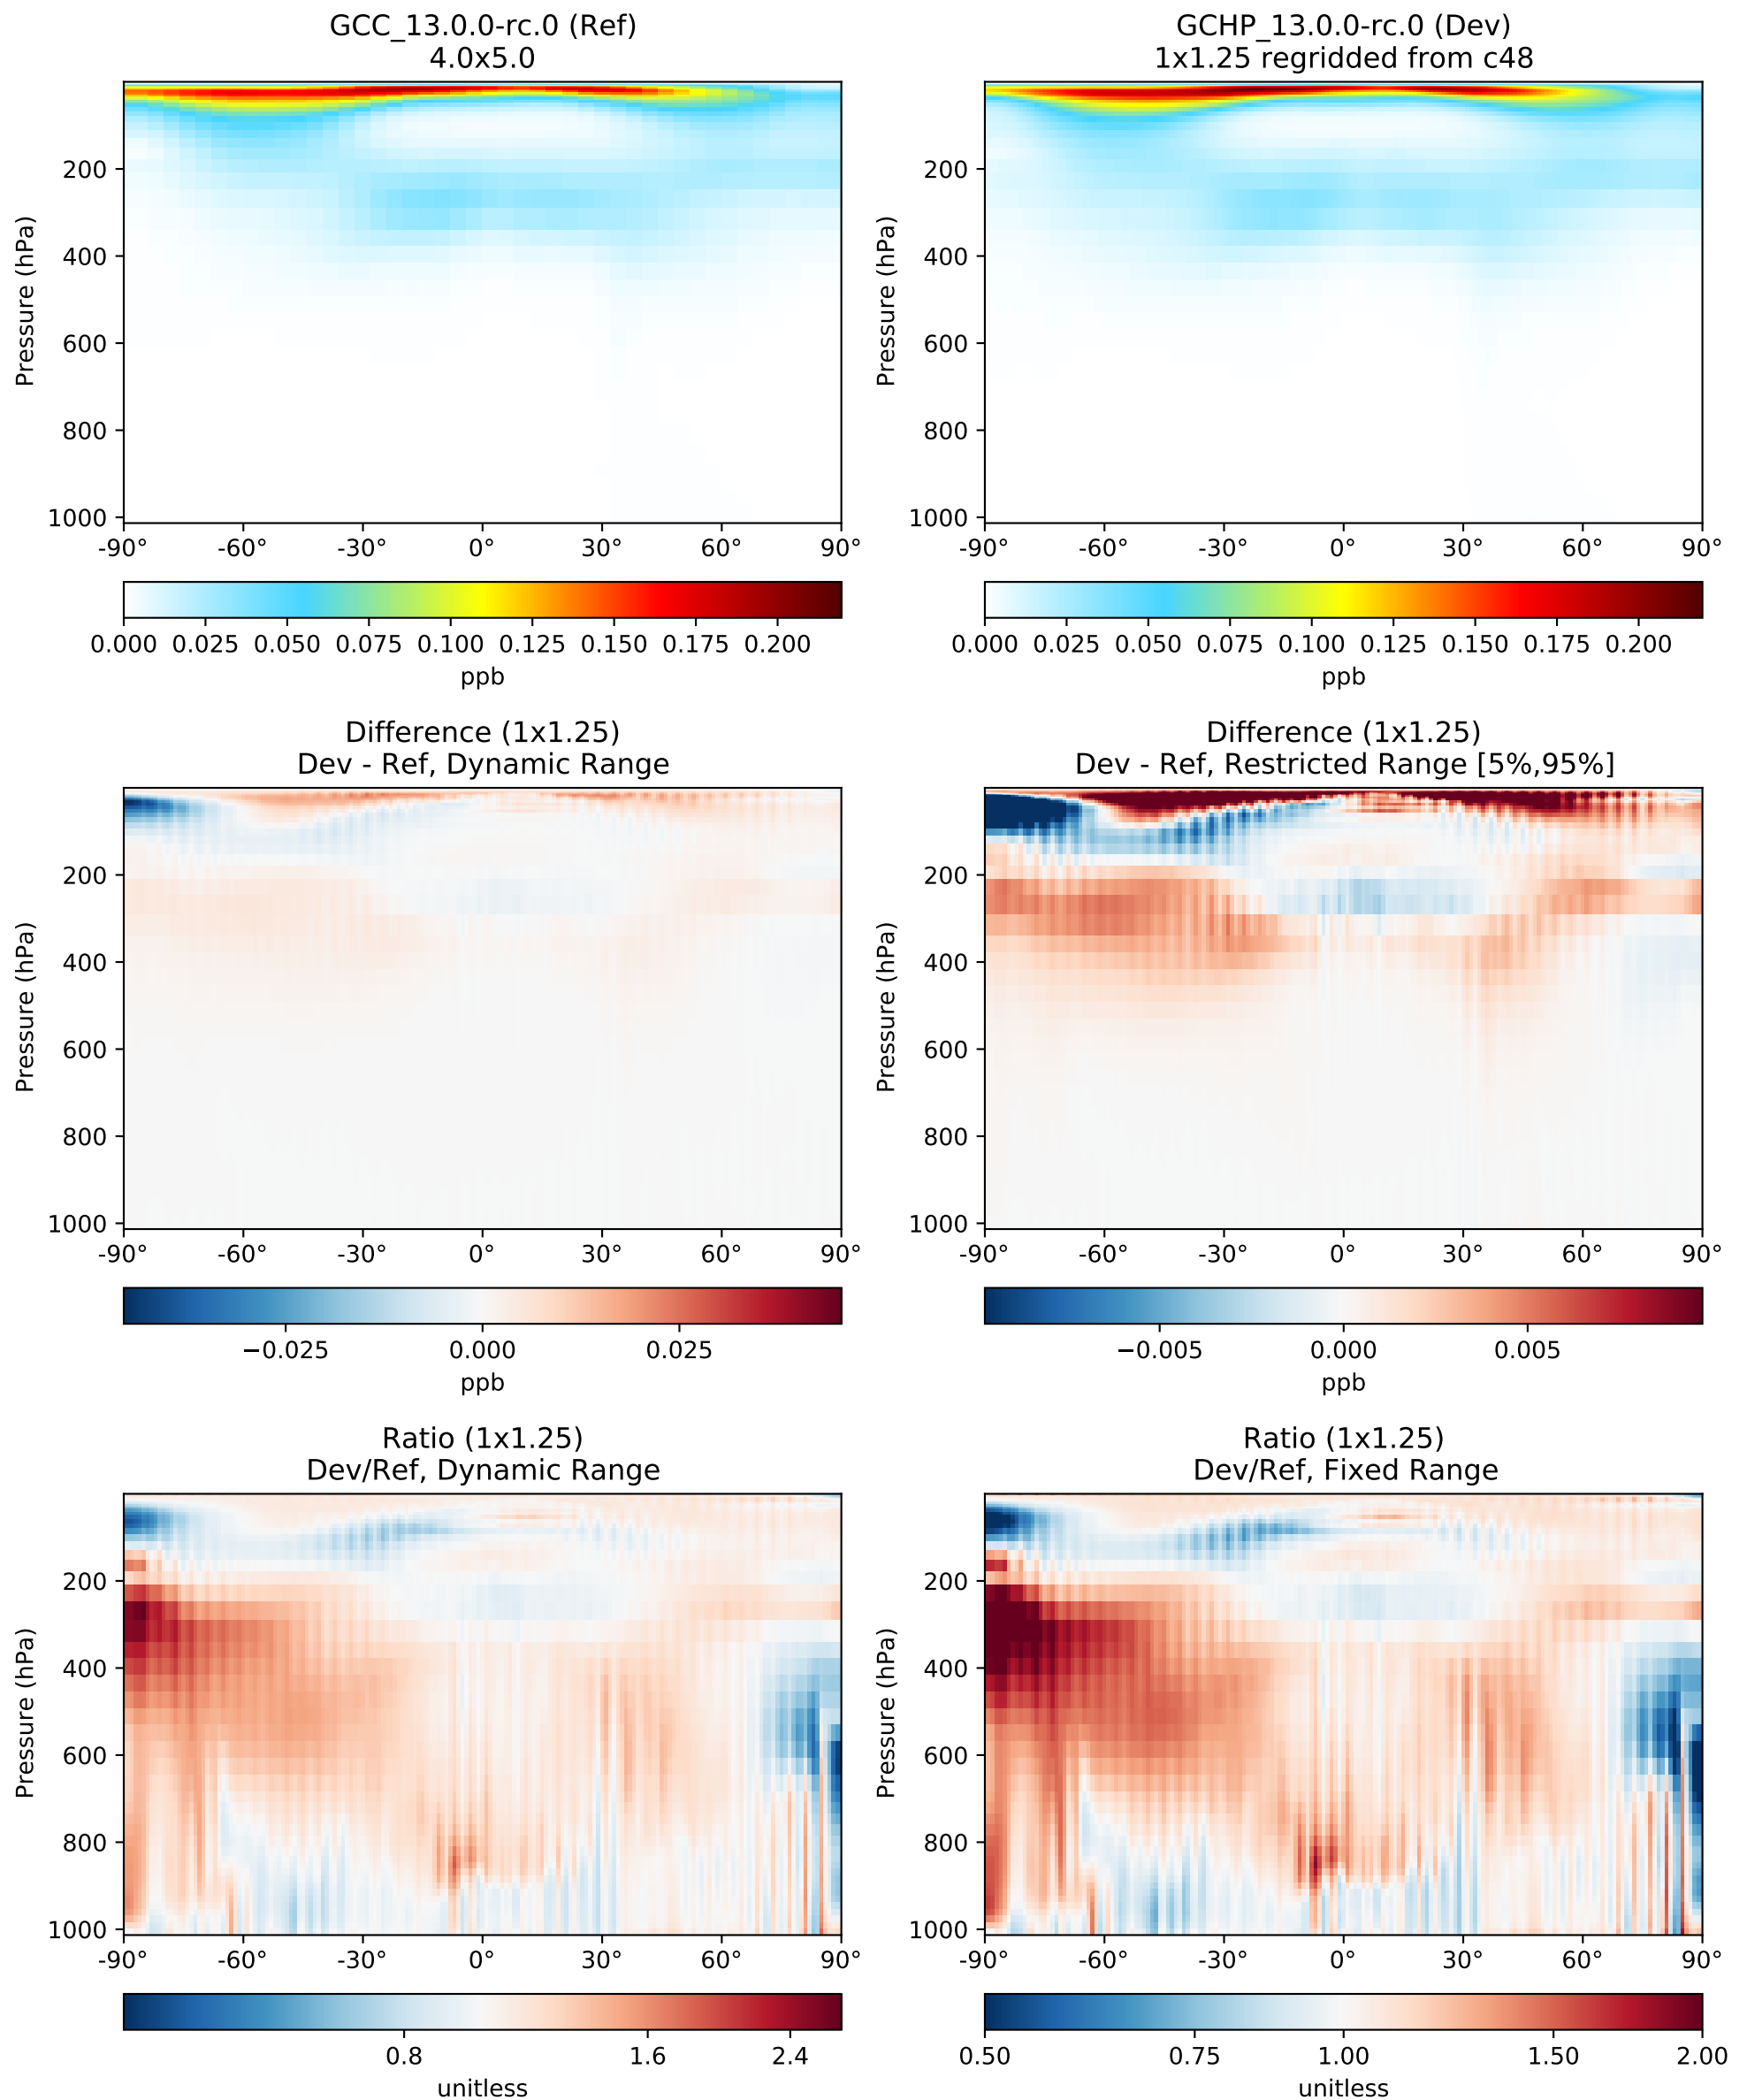 GCC_13.0.0-rc.0 (Ref)
4.0x5.0
Pressure (hPa)
200
400
600
800
1000
-90° -60° -30° 0° 30° 60° 90°
0.000 0.025 0.050 0.075 0.100 0.125 0.150 0.175 0.200
ppb
GCHP_13.0.0-rc.0 (Dev)
1x1.25 regridded from c48
Pressure (hPa)
200
400
600
800
1000
-90° -60° -30° 0° 30° 60° 90°
0.000 0.025 0.050 0.075 0.100 0.125 0.150 0.175 0.200
ppb
Difference (1x1.25)
Dev - Ref, Dynamic Range
Pressure (hPa)
200
400
600
800
1000
-90° -60° -30° 0° 30° 60° 90°
−0.025 0.000 0.025
ppb
Difference (1x1.25)
Dev - Ref, Restricted Range [5%,95%]
Pressure (hPa)
200
400
600
800
1000
-90° -60° -30° 0° 30° 60° 90°
−0.005 0.000 0.005
ppb
Ratio (1x1.25)
Dev/Ref, Dynamic Range
Pressure (hPa)
200
400
600
800
1000
-90° -60° -30° 0° 30° 60° 90°
0.8 1.6 2.4
unitless
Ratio (1x1.25)
Dev/Ref, Fixed Range
Pressure (hPa)
200
400
600
800
1000
-90° -60° -30° 0° 30° 60° 90°
0.50 0.75 1.00 1.50 2.00
unitless